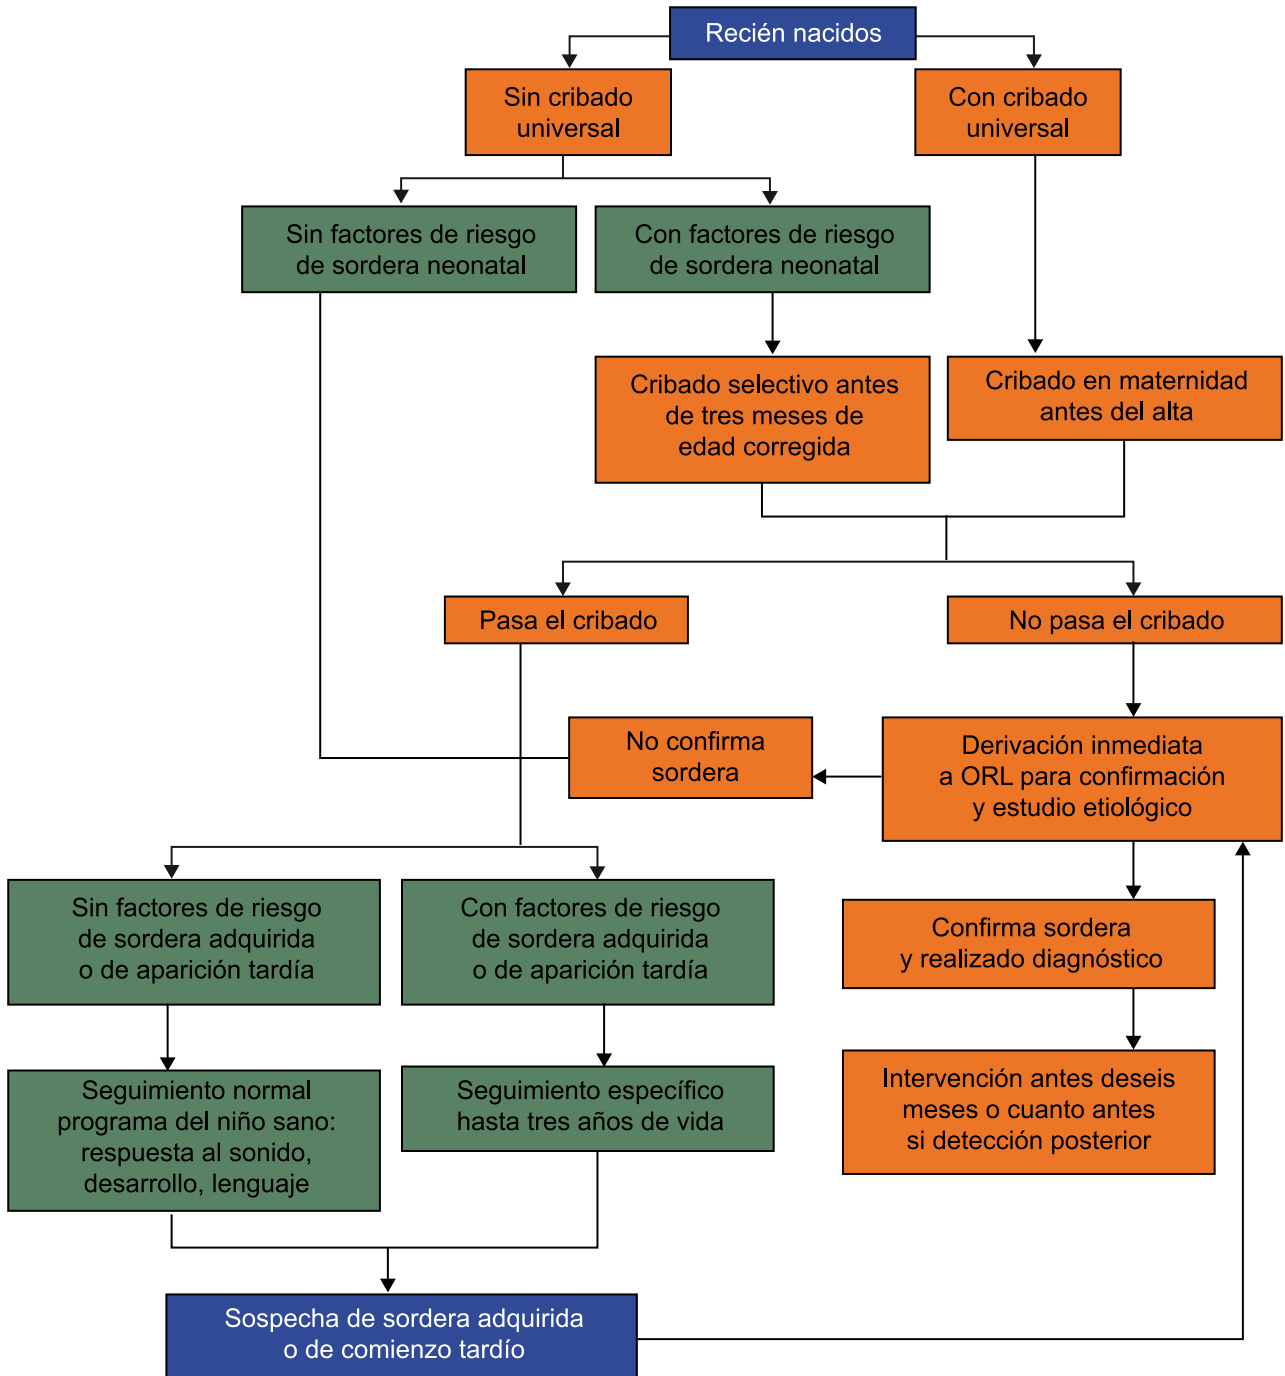 Recién nacidos
Sin cribado
universal
Con cribado
universal
Sin factores de riesgo
de sordera neonatal
Con factores de riesgo
de sordera neonatal
Cribado selectivo antes
de tres meses de
edad corregida
Cribado en maternidad
antes del alta
Pasa el cribado
No pasa el cribado
No confirma
sordera
Derivación inmediata
a ORL para confirmación
y estudio etiológico
Sin factores de riesgo
de sordera adquirida
o de aparición tardía
Con factores de riesgo
de sordera adquirida
o de aparición tardía
Confirma sordera
y realizado diagnóstico
Seguimiento normal
programa del niño sano:
respuesta al sonido,
desarrollo, lenguaje
Seguimiento específico
hasta tres años de vida
Intervención antes deseis
meses o cuanto antes
si detección posterior
Sospecha de sordera adquirida
o de comienzo tardío